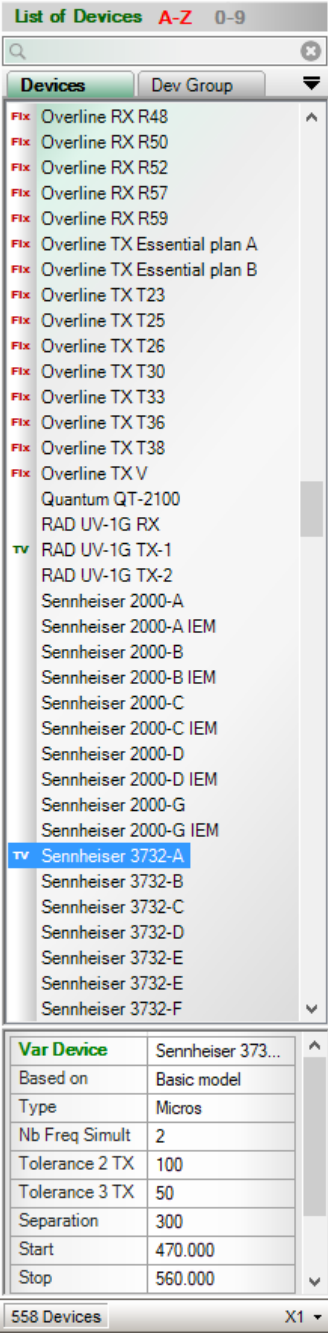 List of Devices A-Z 0-9
Devices Dev Group
FIx Overline RX R48
FIx Overline RX R50
FIx Overline RX R52
FIx Overline RX R57
FIx Overline RX R59
FIx Overline TX Essential plan A
FIx Overline TX Essential plan B
FIx Overline TX T23
FIx Overline TX T25
FIx Overline TX T26
FIx Overline TX T30
FIx Overline TX T33
FIx Overline TX T36
FIx Overline TX T38
FIx Overline TX V
Quantum QT-2100
RAD UV-1G RX
TV RAD UV-1G TX-1
RAD UV-1G TX-2
Sennheiser 2000-A
Sennheiser 2000-A IEM
Sennheiser 2000-B
Sennheiser 2000-B IEM
Sennheiser 2000-C
Sennheiser 2000-C IEM
Sennheiser 2000-D
Sennheiser 2000-D IEM
Sennheiser 2000-G
Sennheiser 2000-G IEM
TV Sennheiser 3732-A
Sennheiser 3732-B
Sennheiser 3732-C
Sennheiser 3732-D
Sennheiser 3732-E
Sennheiser 3732-E
Sennheiser 3732-F
Var Device Sennheiser 373...
Based on Basic model
Type Micros
Nb Freq Simult 2
Tolerance 2 TX 100
Tolerance 3 TX 50
Separation 300
Start 470.000
Stop 560.000
558 Devices X1